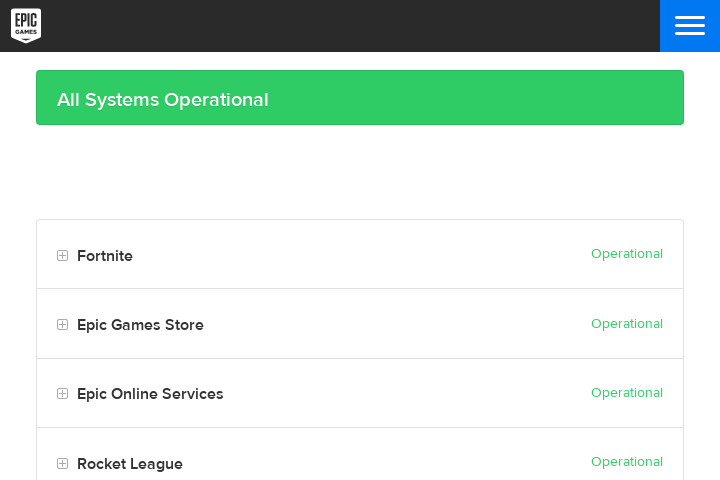 EPIC
GAMES
All Systems Operational
Fortnite Operational
Epic Games Store Operational
Epic Online Services Operational
Rocket League Operational